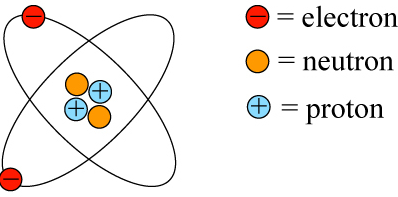 = electron
= neutron
= proton